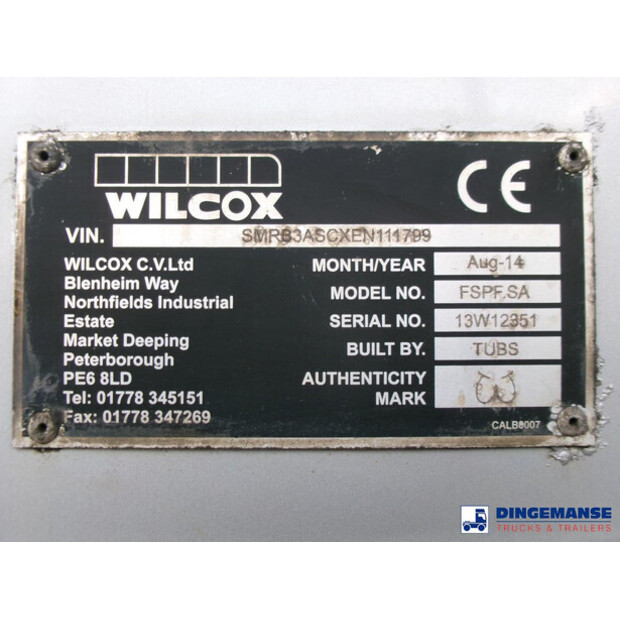 WILCOX
CE
VIN. SMRB3ASCXEN111799
WILCOX C.V.Ltd
Blenheim Way
Northfields Industrial
Estate
Market Deeping
Peterborough
PE6 8LD
Tel: 01778 345151
Fax: 01778 347269
MONTH/YEAR Aug-14
MODEL NO. FSPF.SA
SERIAL NO. 13W12351
BUILT BY. TUBS
AUTHENTICITY
MARK
CALB8007
DINGEMANSE
TRUCKS & TRAILERS